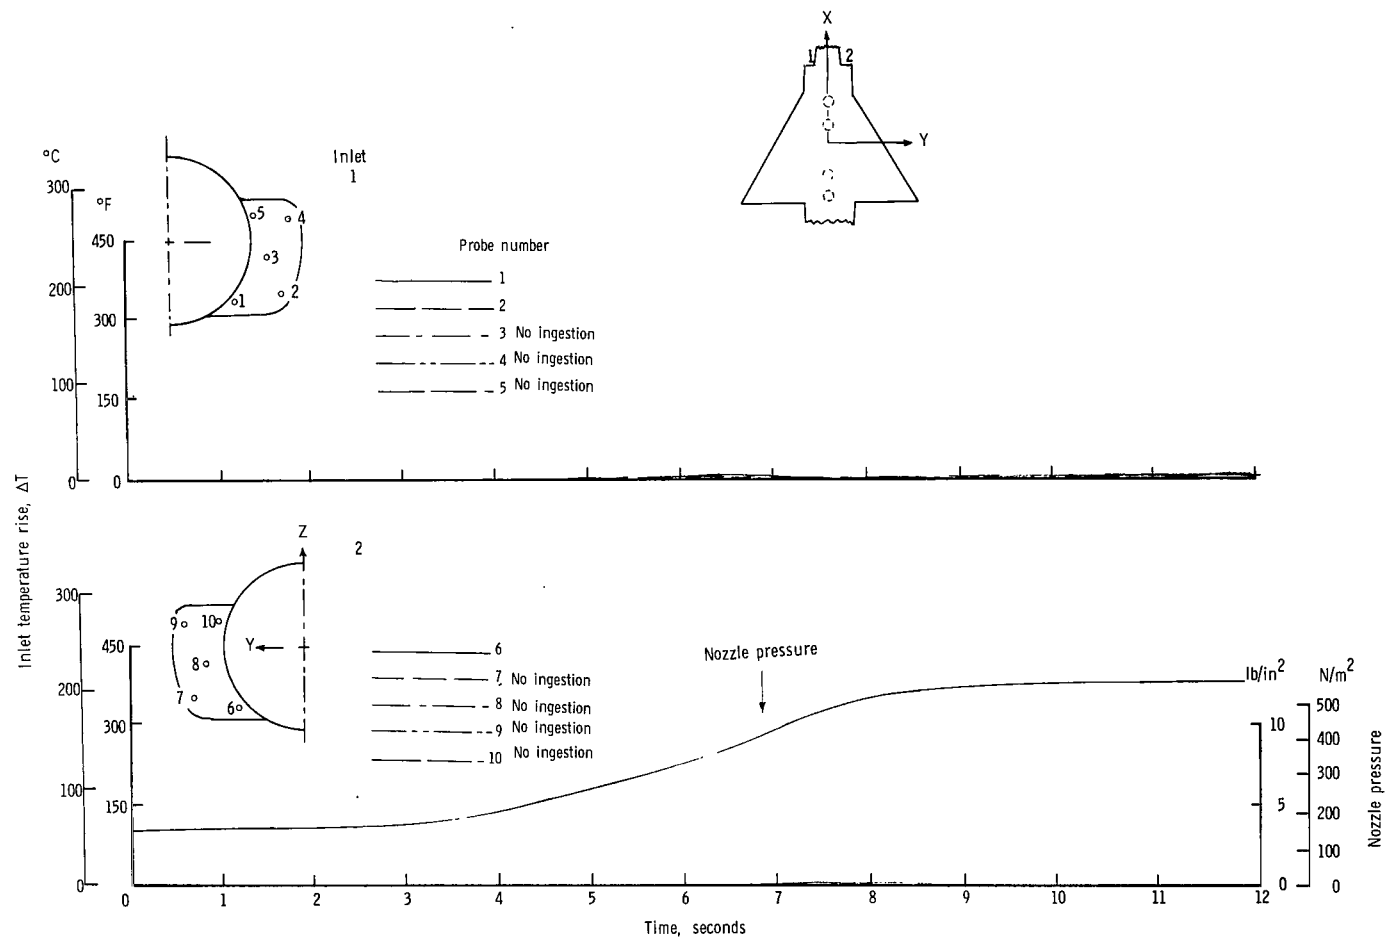 X
1 2
Y
°C
Inlet
1
300
°F
5 4
450
Probe number
3
1
200
1 2
2
300
3 No ingestion
4 No ingestion
100
5 No ingestion
150
0 0
Inlet temperature rise, ΔT
Z
2
300
9 10
450
Y
6
Nozzle pressure
8
7 No ingestion
lb/in² N/m²
200
7
6
8 No ingestion
500
300
9 No ingestion
10
400
10 No ingestion
300
100
150
5
200
100
0
0
0
0 1 2 3 4 5 6 7 8 9 10 11 12
Nozzle pressure
Time, seconds